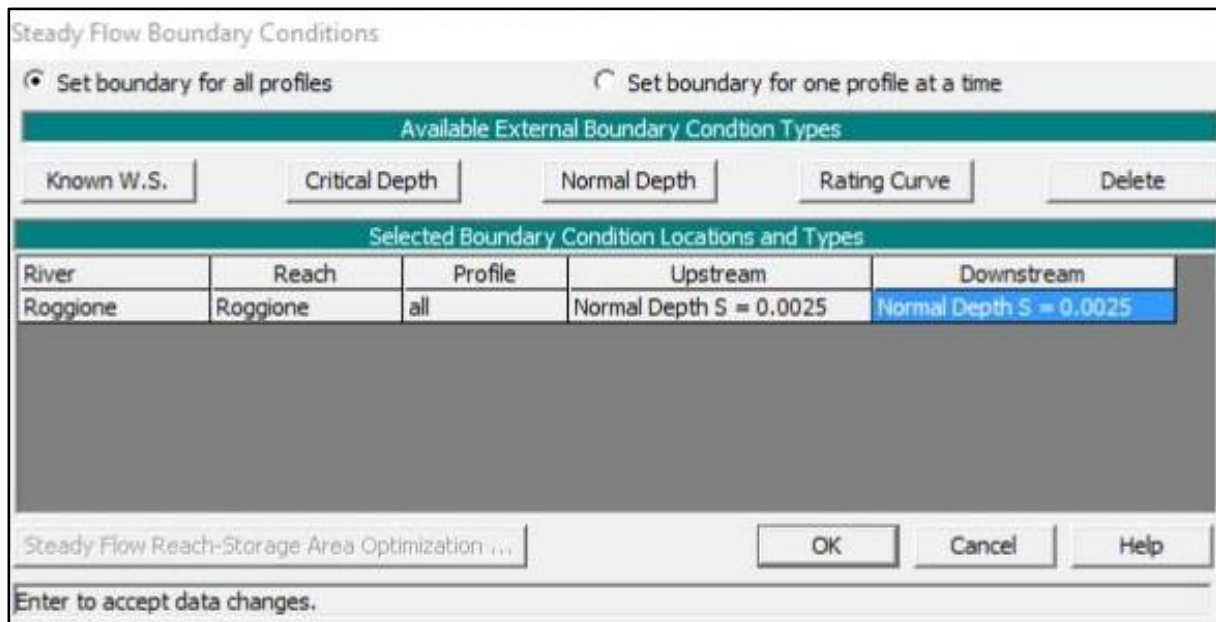 Steady Flow Boundary Conditions
Set boundary for all profiles Set boundary for one profile at a time
Available External Boundary Condtion Types
Known W.S. Critical Depth Normal Depth Rating Curve Delete
Selected Boundary Condition Locations and Types
River Reach Profile Upstream Downstream
Roggione Roggione all Normal Depth S = 0.0025 Normal Depth S = 0.0025
Steady Flow Reach-Storage Area Optimization ... OK Cancel Help
Enter to accept data changes.